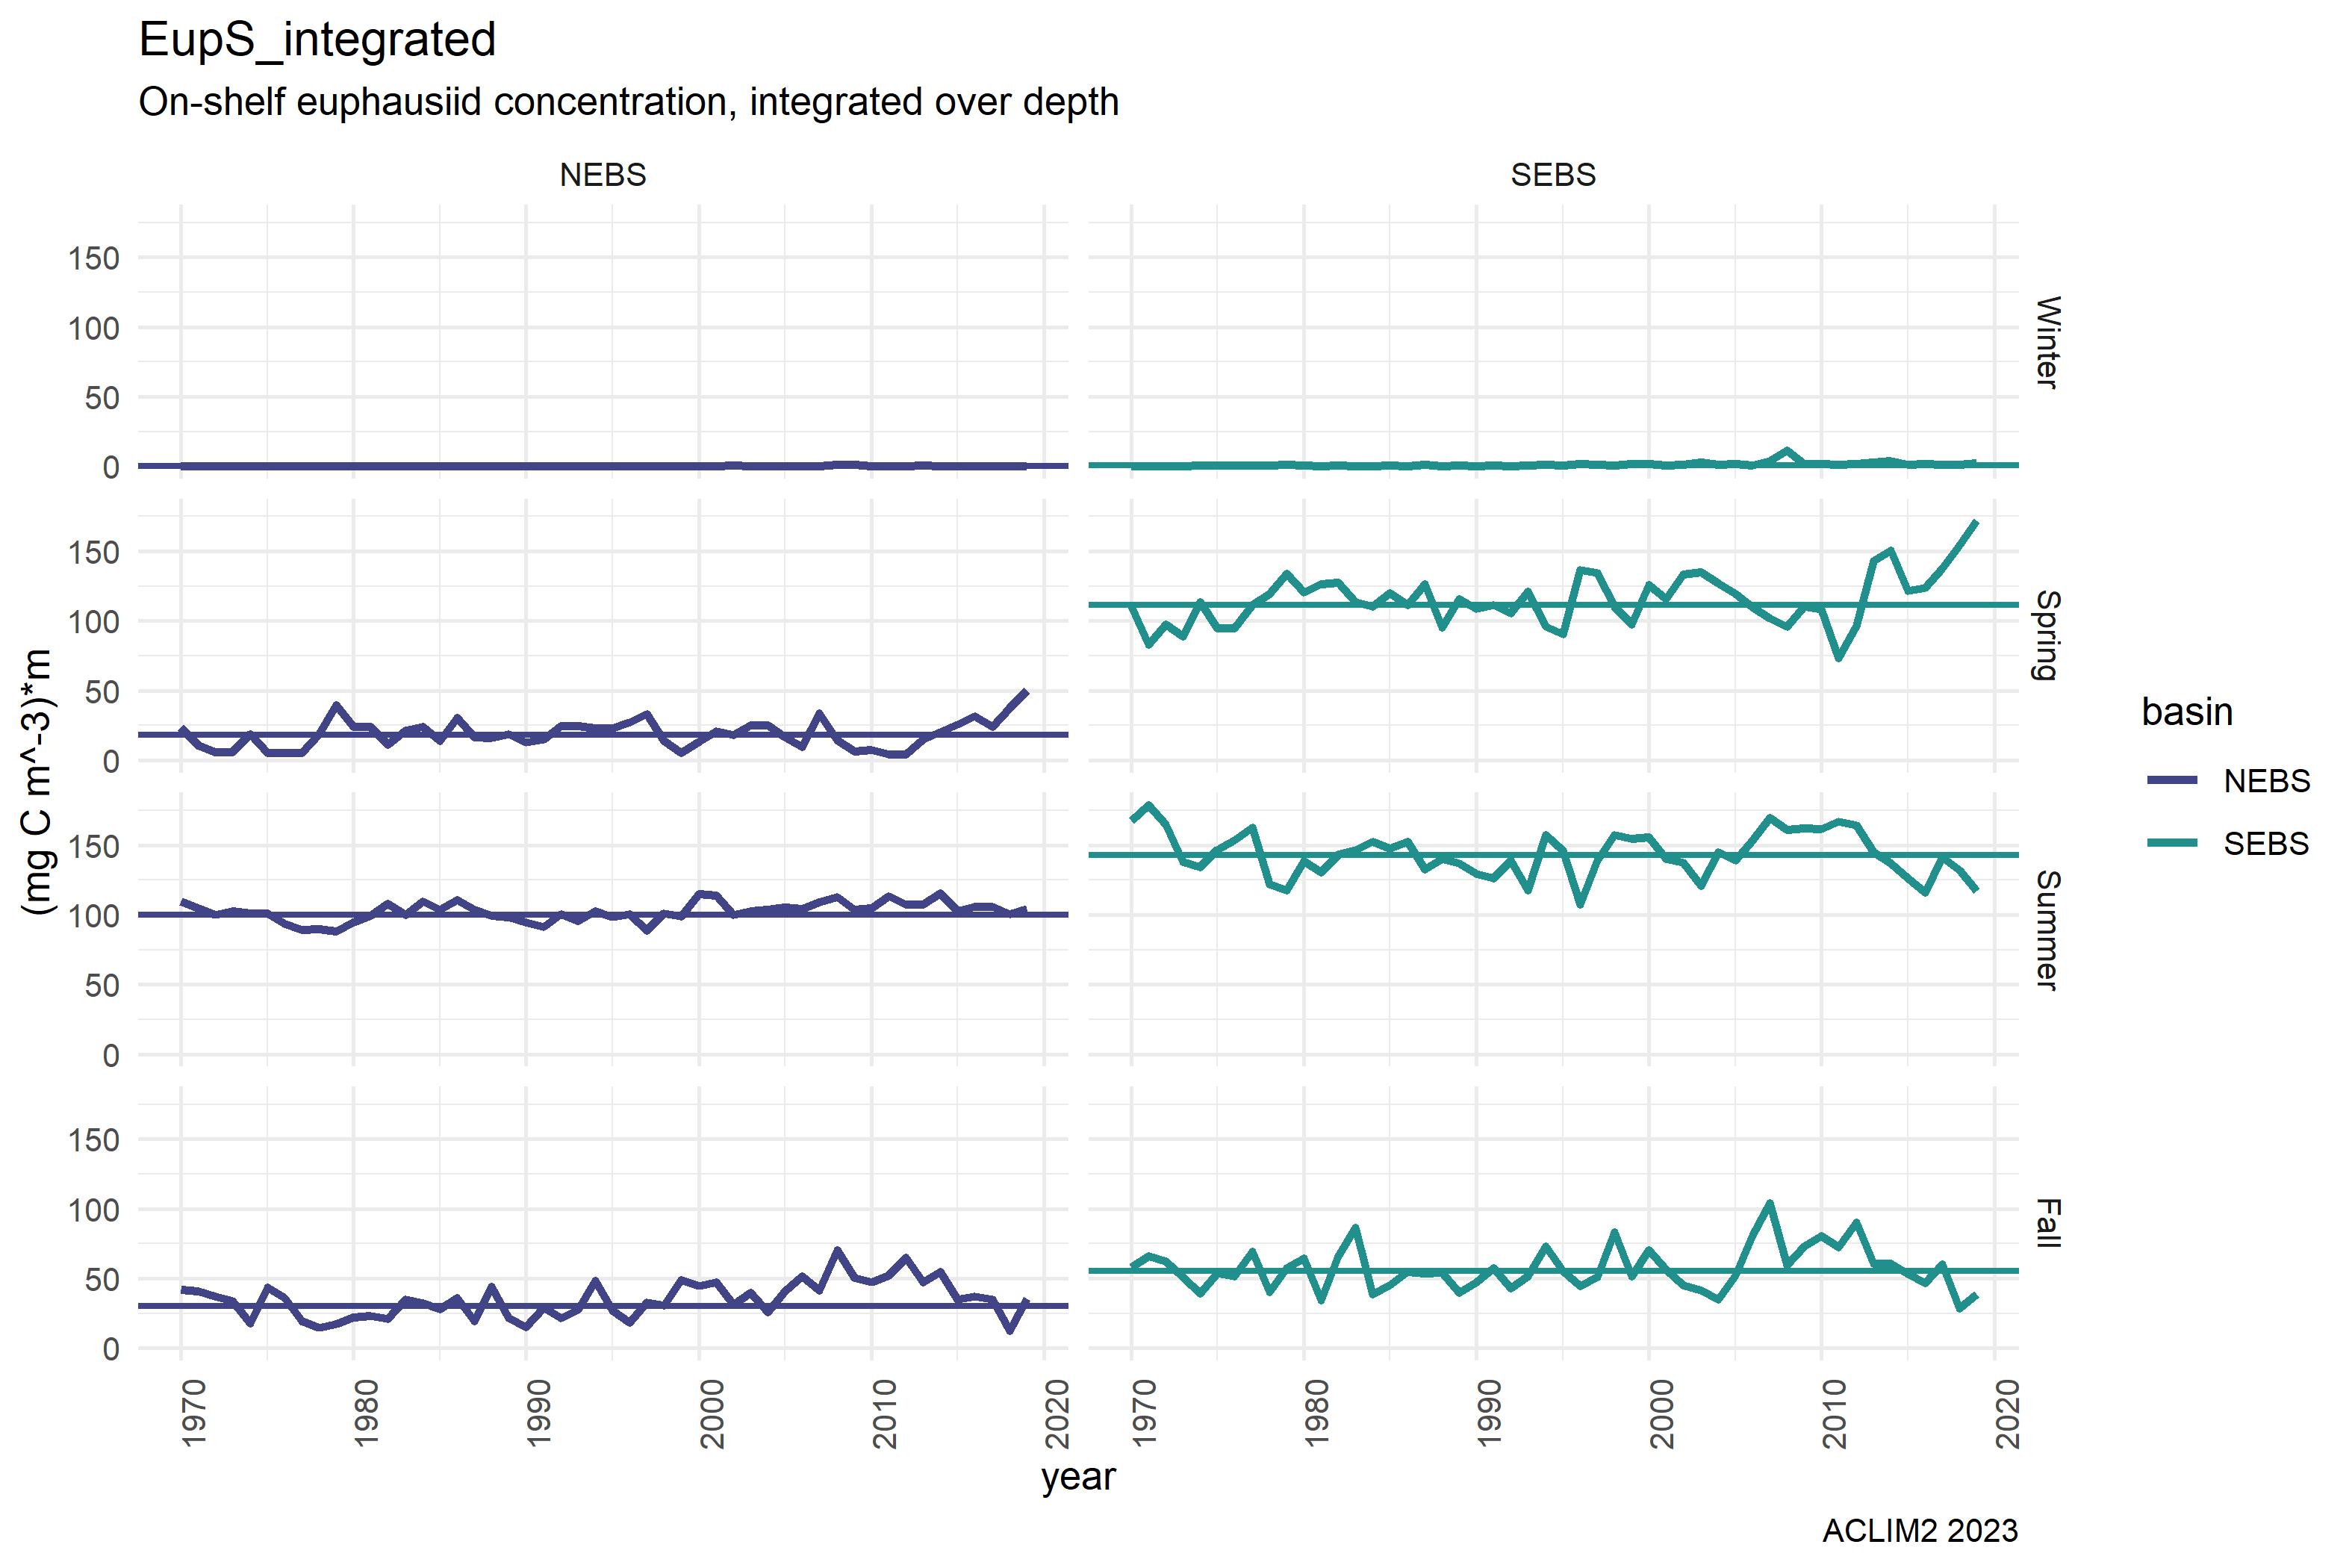 EupS_integrated
On-shelf euphausiid concentration, integrated over depth
NEBS SEBS
150
100
50
0
Winter
150
100
50
0
Spring
150
100
50
0
Summer
150
100
50
0
Fall
(mg C m^-3)*m
1970 1980 1990 2000 2010 2020 1970 1980 1990 2000 2010 2020
year
basin
NEBS
SEBS
ACLIM2 2023